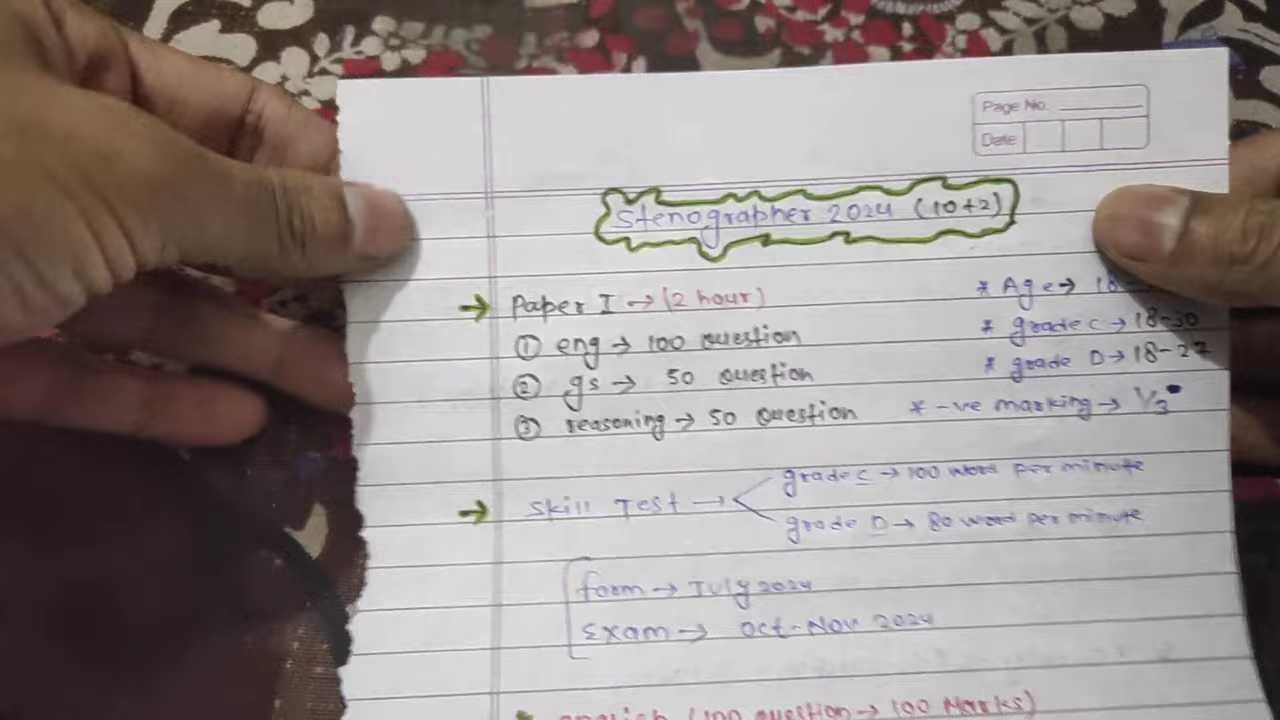 Page No.
Date
Stenographer 2024 (10+2)
→ Paper I → (2 hour)
① eng → 100 question
② gs → 50 question
③ reasoning → 50 question
* Age →
* grade c → 18-30
* grade D → 18-27
* -ve marking → 1/3
→ Skill Test →
grade c → 100 word per minute
grade D → 80 word per minute
form → July 2024
Exam → Oct-Nov 2024
english (100 question → 100 Marks)